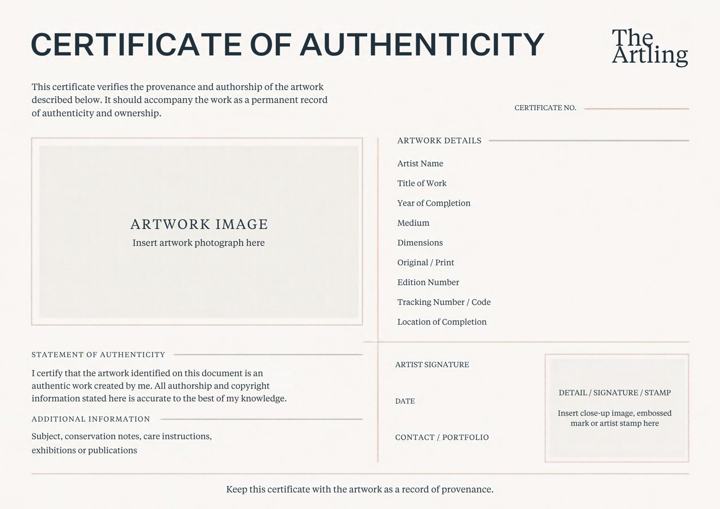 CERTIFICATE OF AUTHENTICITY
The
Artling
This certificate verifies the provenance and authorship of the artwork
described below. It should accompany the work as a permanent record
of authenticity and ownership.
CERTIFICATE NO.
ARTWORK IMAGE
Insert artwork photograph here
ARTWORK DETAILS
Artist Name
Title of Work
Year of Completion
Medium
Dimensions
Original / Print
Edition Number
Tracking Number / Code
Location of Completion
STATEMENT OF AUTHENTICITY
I certify that the artwork identified on this document is an
authentic work created by me. All authorship and copyright
information stated here is accurate to the best of my knowledge.
ADDITIONAL INFORMATION
Subject, conservation notes, care instructions,
exhibitions or publications
ARTIST SIGNATURE
DATE
CONTACT / PORTFOLIO
DETAIL / SIGNATURE / STAMP
Insert close-up image, embossed
mark or artist stamp here
Keep this certificate with the artwork as a record of provenance.